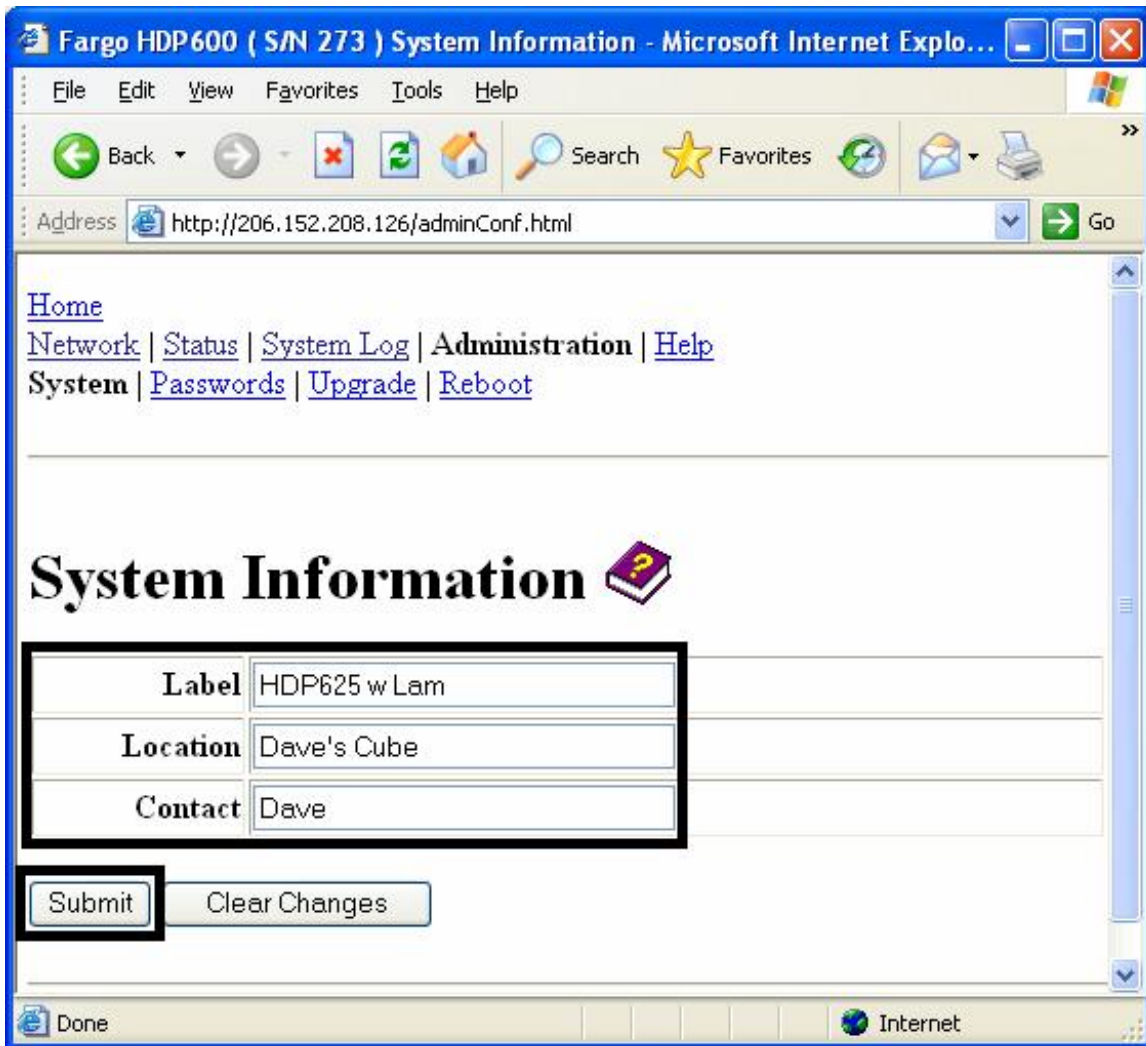 Fargo HDP600 ( S/N 273 ) System Information - Microsoft Internet Explo...
File Edit View Favorites Tools Help
Back Search Favorites »
Address http://206.152.208.126/adminConf.html Go
Home
Network | Status | System Log | Administration | Help
System | Passwords | Upgrade | Reboot
System Information ?
Label HDP625 w Lam
Location Dave's Cube
Contact Dave
Submit Clear Changes
Done Internet